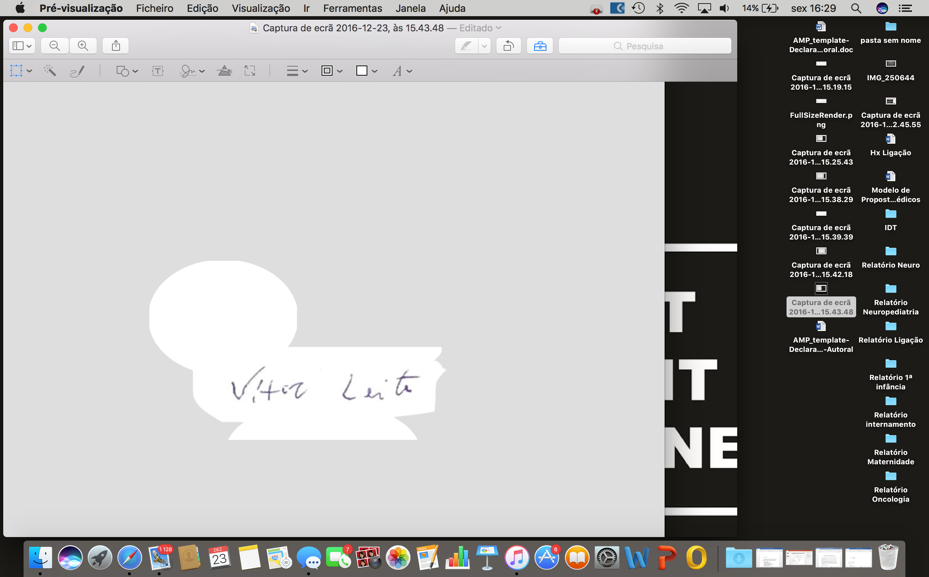 Pré-visualização Ficheiro Edição Visualização Ir Ferramentas Janela Ajuda 14% sex 16:29
Captura de ecrã 2016-12-23, às 15.43.48 — Editado
Pesquisa
AMP_template-
Declara...oral.doc
pasta sem nome
Captura de ecrã
2016-1...15.19.15
IMG_250644
FullSizeRender.p
ng
Captura de ecrã
2016-1...2.45.55
Captura de ecrã
2016-1...15.25.43
Hx Ligação
Captura de ecrã
2016-1...15.38.29
Modelo de
Propost...édicos
Captura de ecrã
2016-1...15.39.39
IDT
Captura de ecrã
2016-1...15.42.18
Relatório Neuro
Captura de ecrã
2016-1...15.43.48
Relatório
Neuropediatria
AMP_template-
Declara...-Autoral
Relatório Ligação
Relatório 1ª
infância
Relatório
internamento
Relatório
Maternidade
Relatório
Oncologia
T
IT
NE
Vitor Leite
1128
DEZ
23
7
6